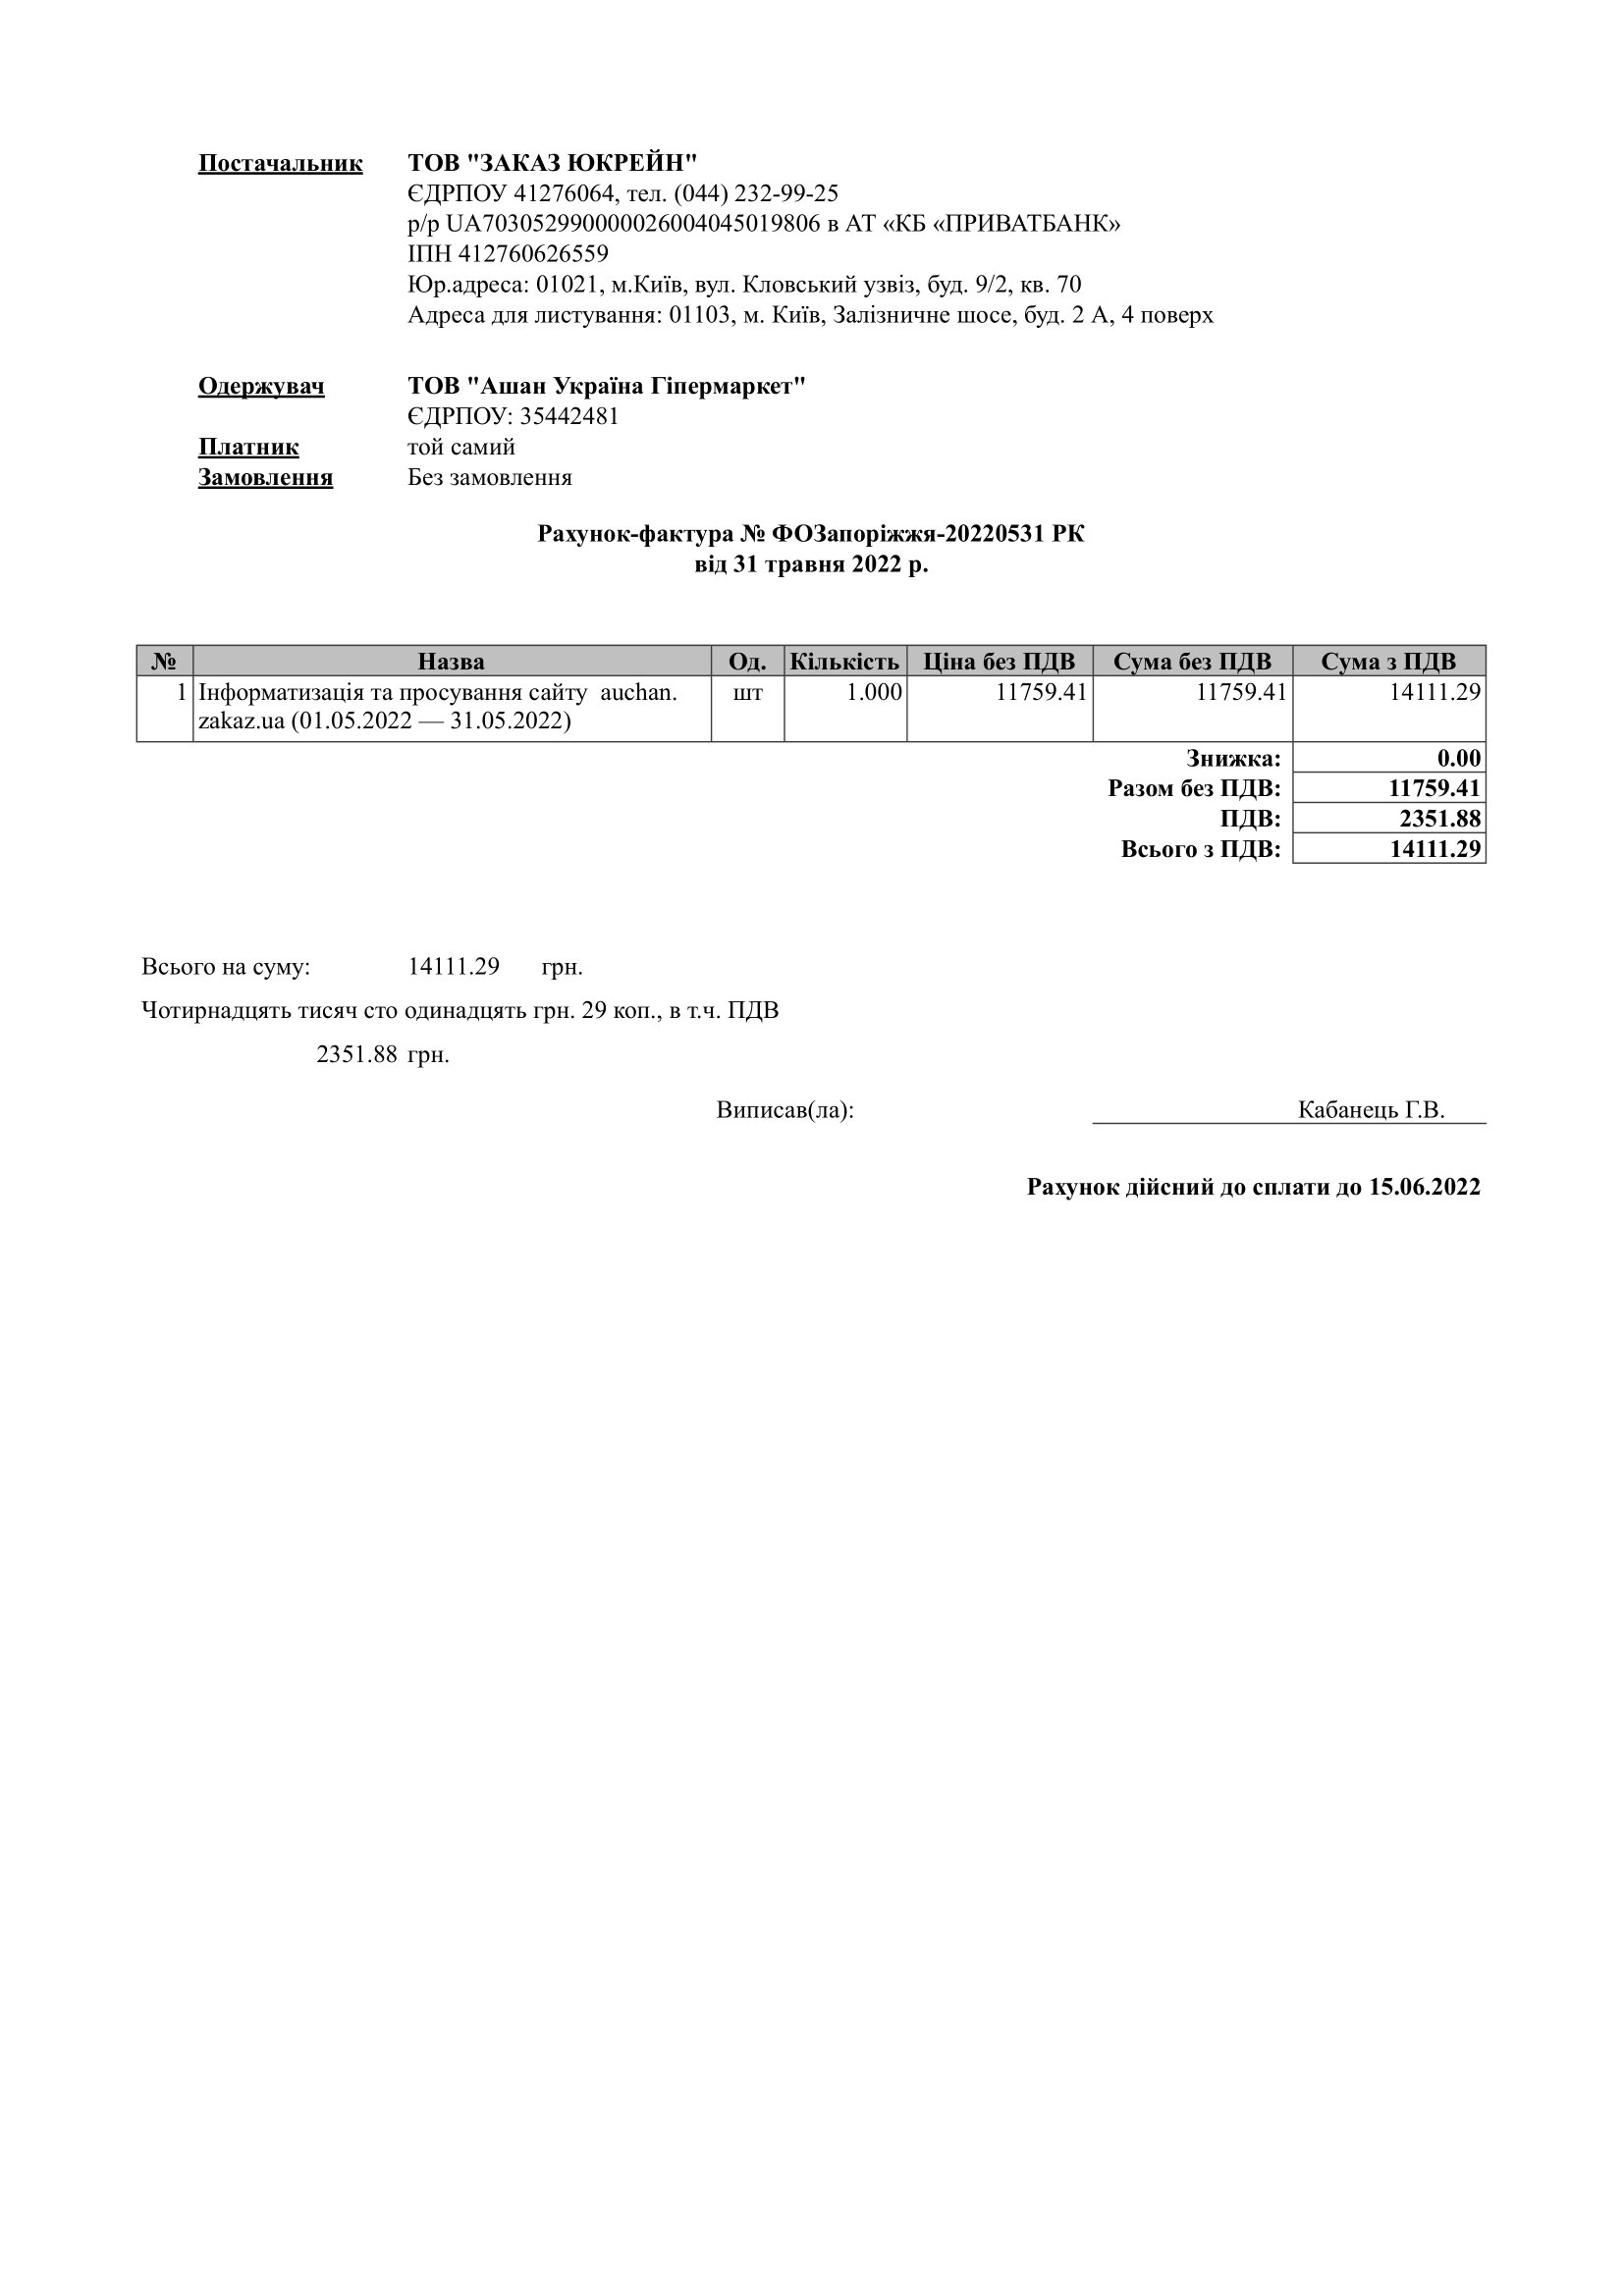 Постачальник ТОВ "ЗАКАЗ ЮКРЕЙН"
ЄДРПОУ 41276064, тел. (044) 232-99-25
р/р UA703052990000026004045019806 в АТ «КБ «ПРИВАТБАНК»
ІПН 412760626559
Юр.адреса: 01021, м.Київ, вул. Кловський узвіз, буд. 9/2, кв. 70
Адреса для листування: 01103, м. Київ, Залізничне шосе, буд. 2 А, 4 поверх
Одержувач ТОВ "Ашан Україна Гіпермаркет"
ЄДРПОУ: 35442481
Платник той самий
Замовлення Без замовлення
Рахунок-фактура № ФОЗапоріжжя-20220531 РК
від 31 травня 2022 р.
№ Назва Од. Кількість Ціна без ПДВ Сума без ПДВ Сума з ПДВ
1 Інформатизація та просування сайту auchan. шт 1.000 11759.41 11759.41 14111.29
zakaz.ua (01.05.2022 — 31.05.2022)
Знижка: 0.00
Разом без ПДВ: 11759.41
ПДВ: 2351.88
Всього з ПДВ: 14111.29
Всього на суму: 14111.29 грн.
Чотирнадцять тисяч сто одинадцять грн. 29 коп., в т.ч. ПДВ
2351.88 грн.
Виписав(ла): Кабанець Г.В.
Рахунок дійсний до сплати до 15.06.2022